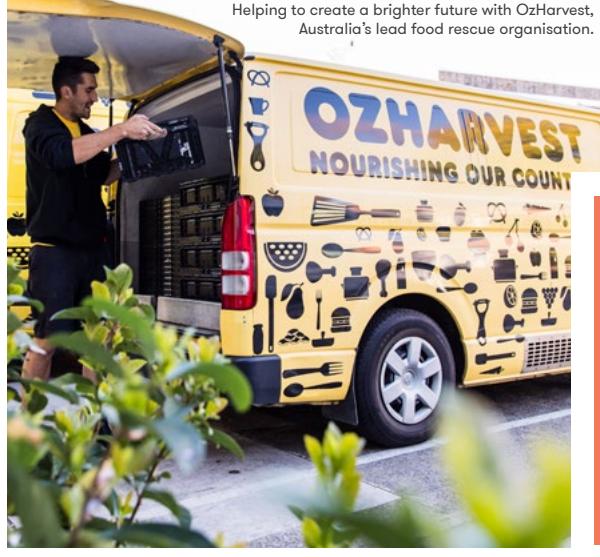 Helping to create a brighter future with OzHarvest,
Australia's lead food rescue organisation.
OZHARVEST
NOURISHING OUR COUNT